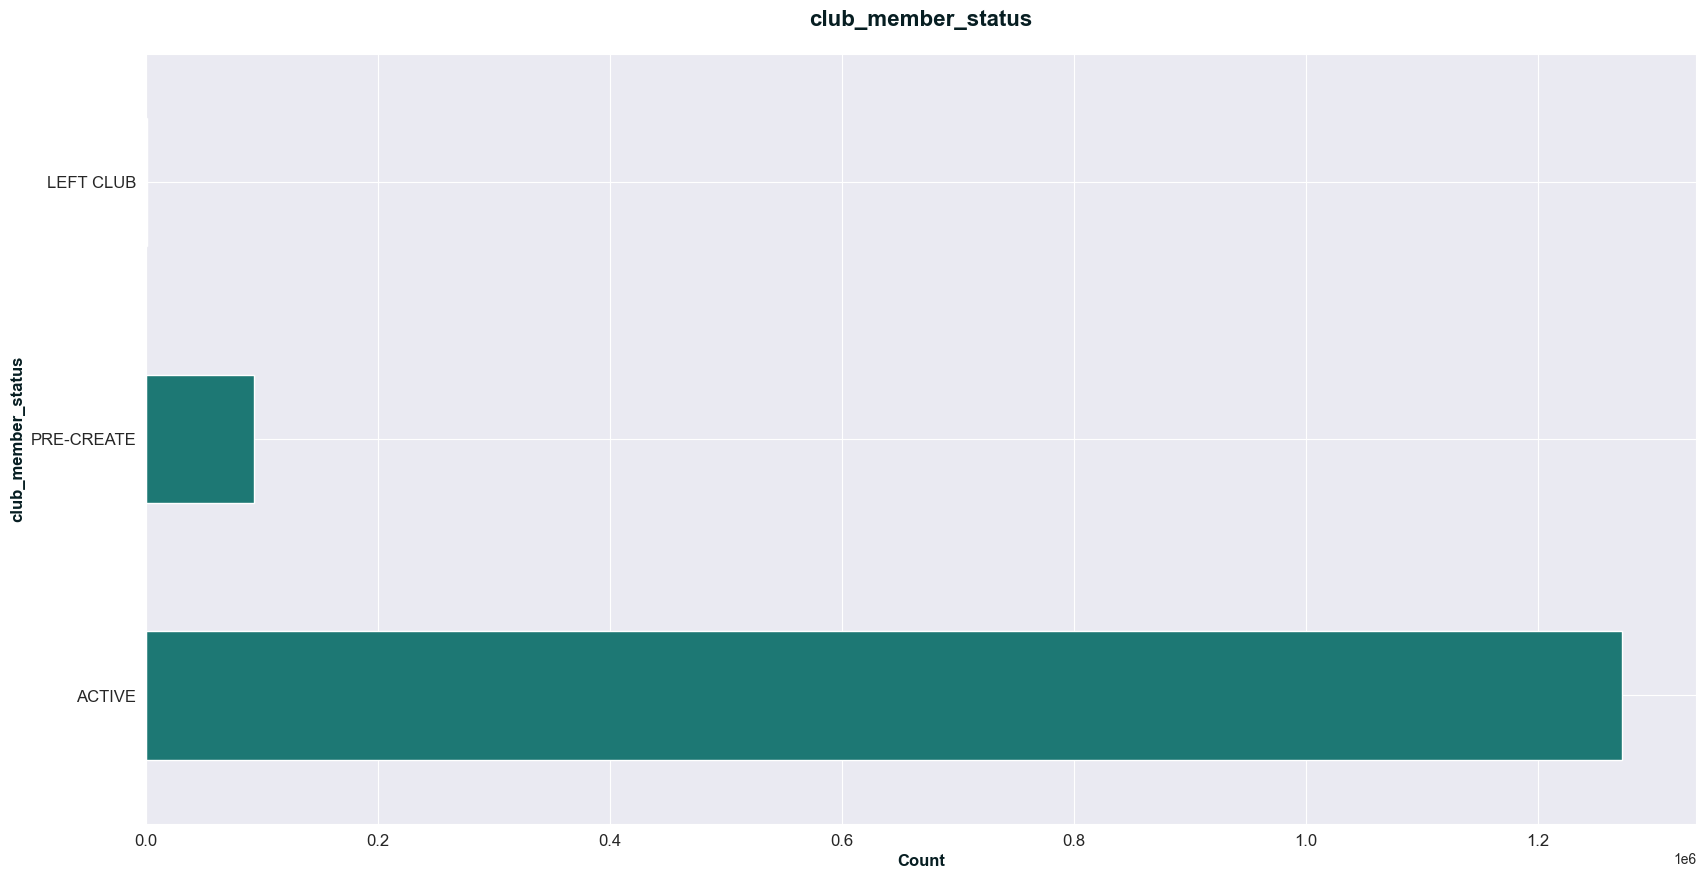 club_member_status
LEFT CLUB
PRE-CREATE
ACTIVE
club_member_status
0.0 0.2 0.4 0.6 0.8 1.0 1.2
Count
1e6